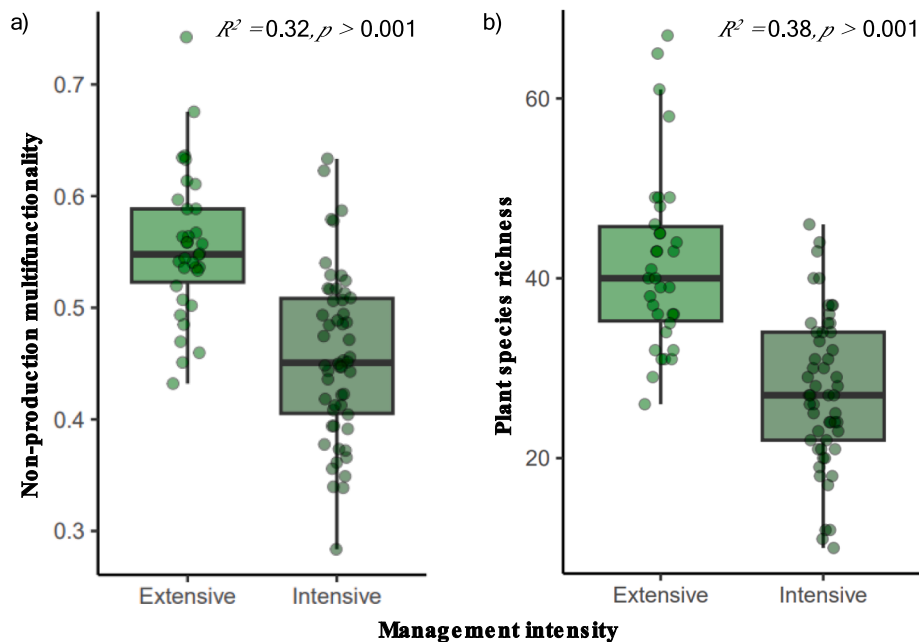 a)
R² =0.32, p > 0.001
Non-production multifunctionality
0.7
0.6
0.5
0.4
0.3
Extensive
Intensive
b)
R² =0.38, p > 0.001
Plant species richness
60
40
20
Extensive
Intensive
Management intensity